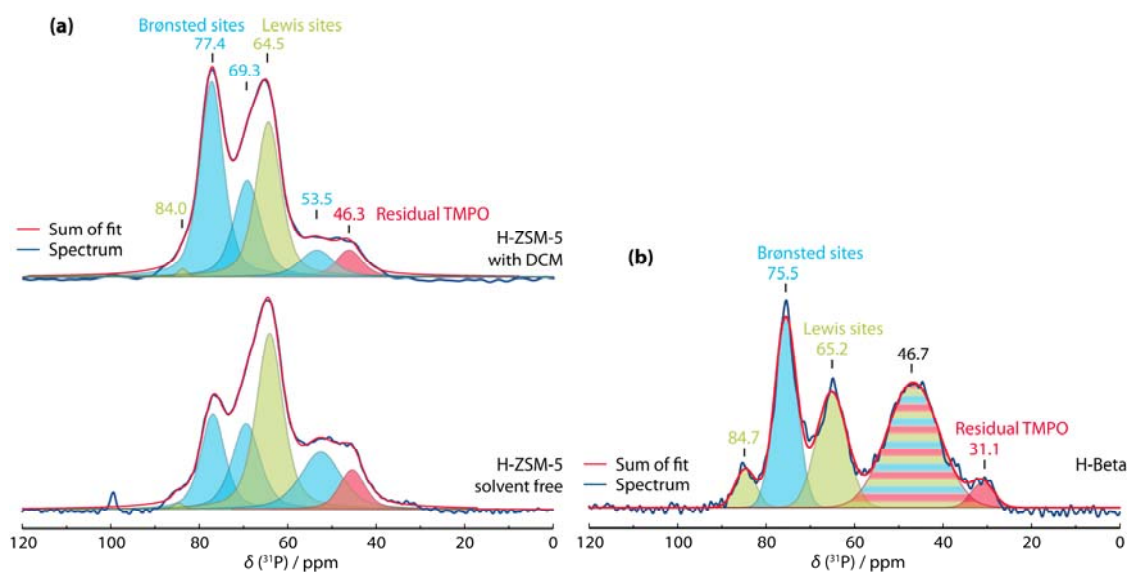 (a)
Brønsted sites
77.4
Lewis sites
64.5
69.3
84.0
53.5
46.3 Residual TMPO
Sum of fit
Spectrum
H-ZSM-5
with DCM
H-ZSM-5
solvent free
120 100 80 60 40 20 0
δ (³¹P) / ppm
(b)
Brønsted sites
75.5
Lewis sites
65.2
46.7
84.7
Residual TMPO
31.1
Sum of fit
Spectrum
H-Beta
120 100 80 60 40 20 0
δ (³¹P) / ppm